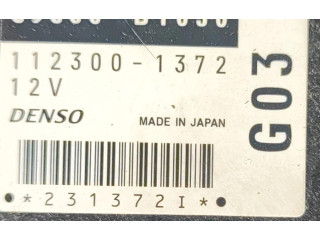 112300-1372
12V
DENSO
MADE IN JAPAN
G03
*231372I*